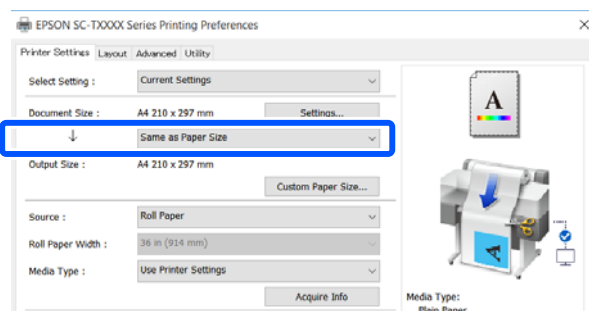 EPSON SC-TXXXX Series Printing Preferences
Printer Settings Layout Advanced Utility
Select Setting : Current Settings
Document Size : A4 210 x 297 mm Settings...
↓ Same as Paper Size
Output Size : A4 210 x 297 mm
Custom Paper Size...
Source : Roll Paper
Roll Paper Width : 36 in (914 mm)
Media Type : Use Printer Settings
Acquire Info
A
A
Media Type:
Plain Paper